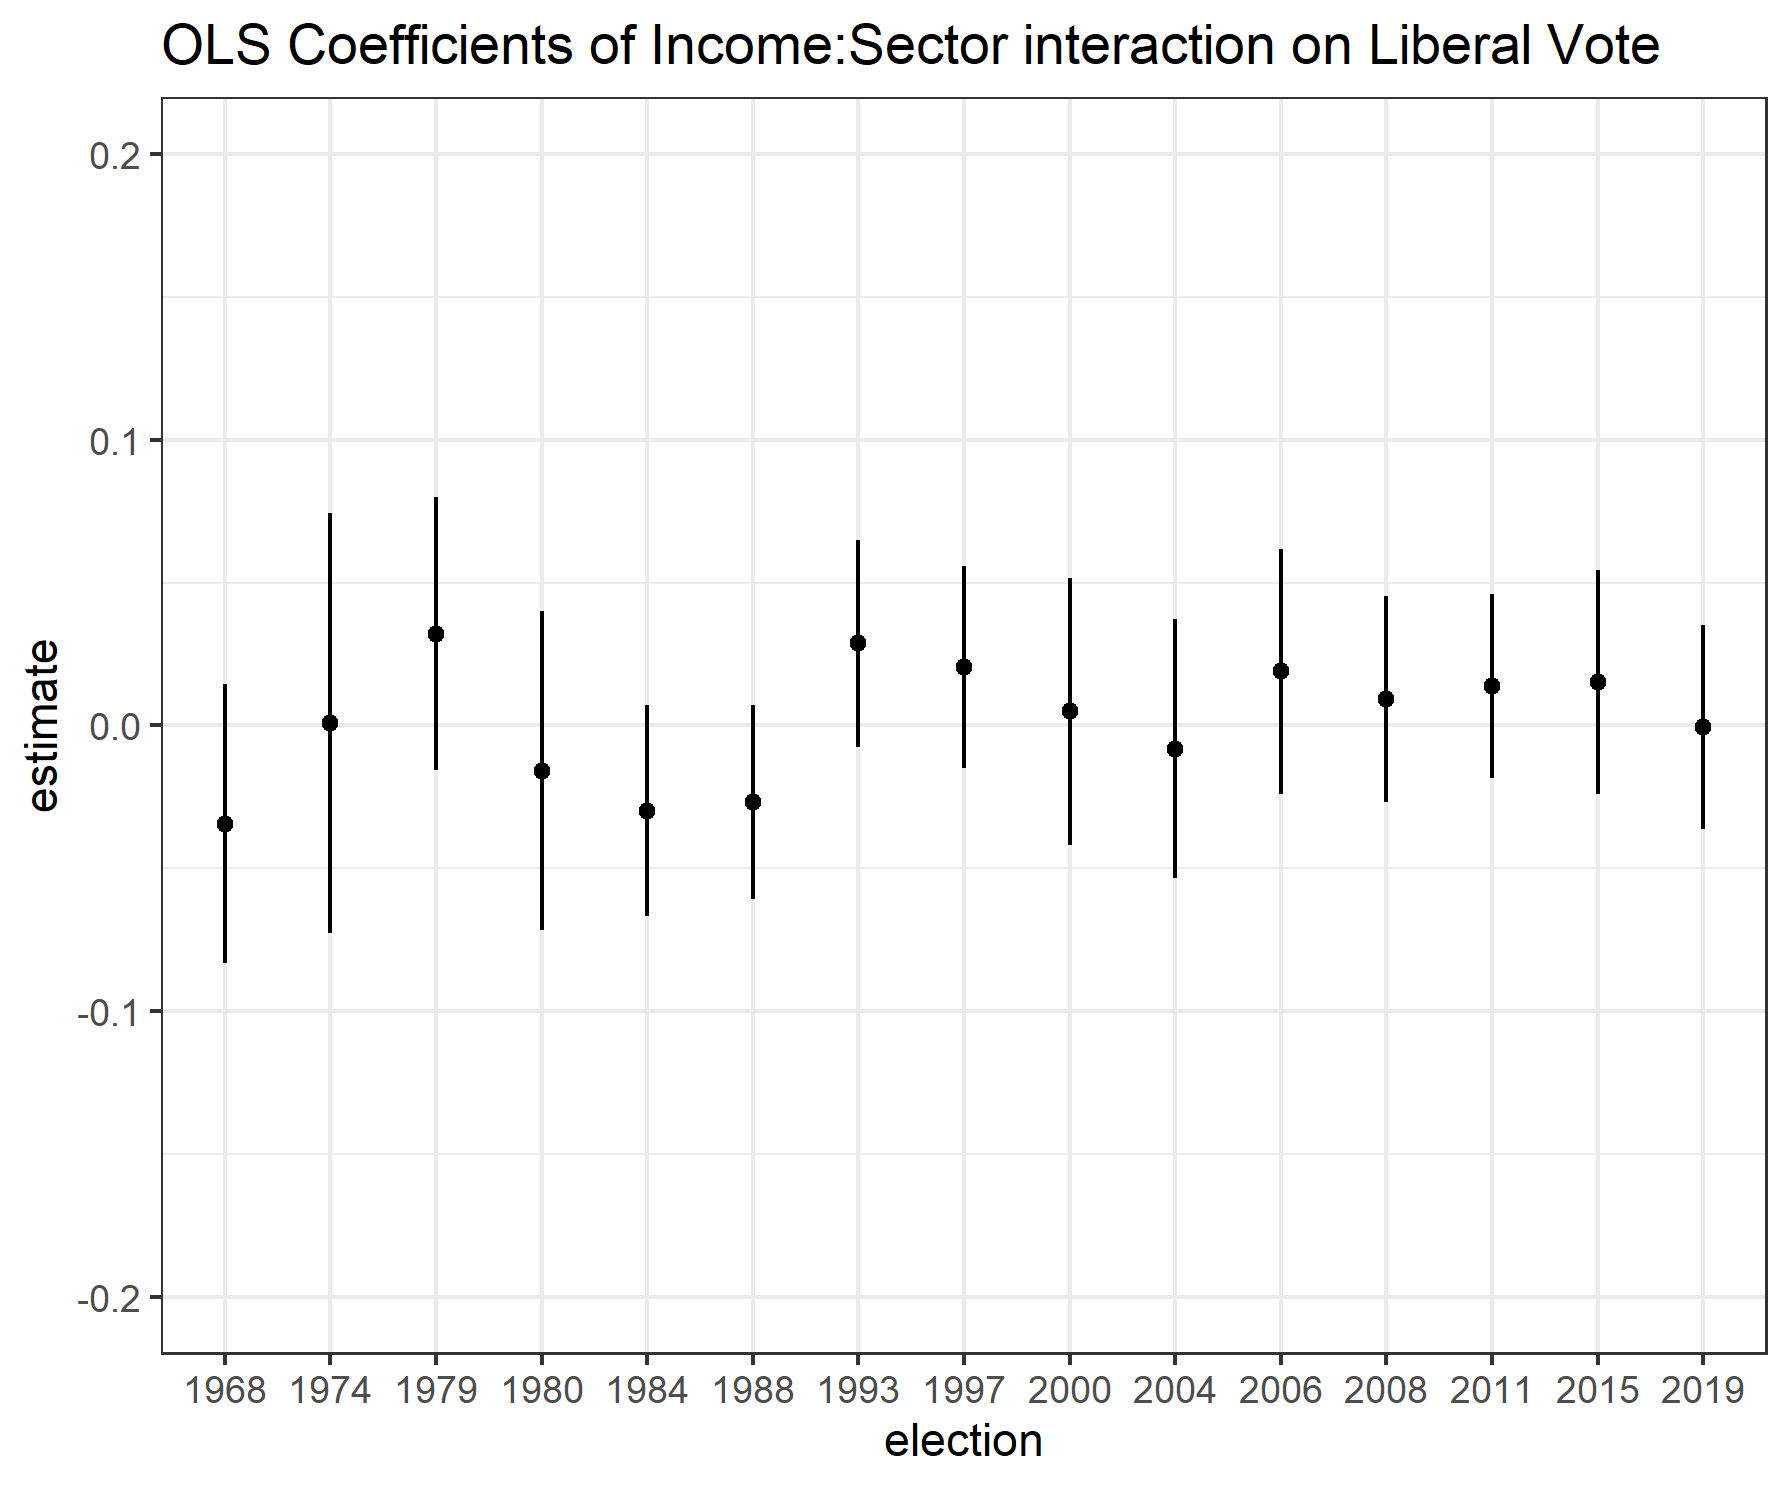 OLS Coefficients of Income:Sector interaction on Liberal Vote
0.2
0.1
0.0
-0.1
-0.2
estimate
1968 1974 1979 1980 1984 1988 1993 1997 2000 2004 2006 2008 2011 2015 2019
election